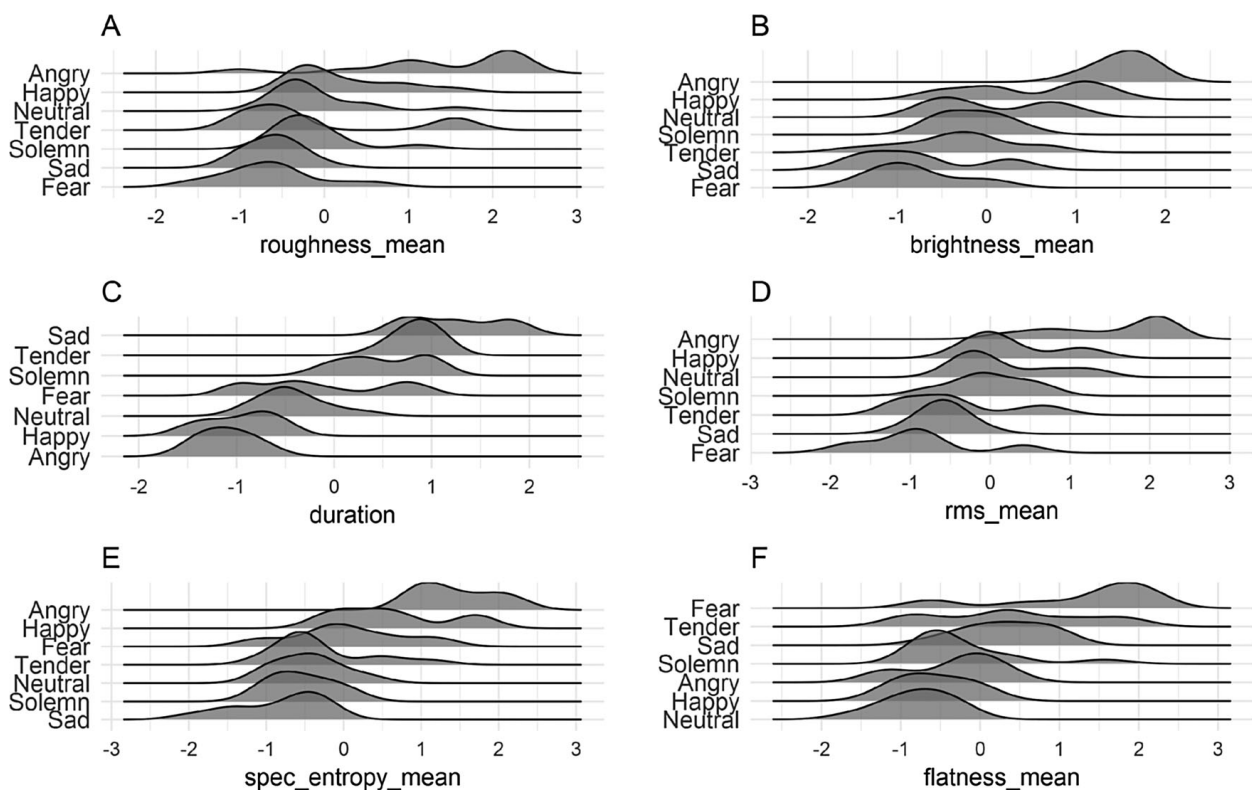 A
Angry
Happy
Neutral
Tender
Solemn
Sad
Fear
-2 -1 0 1 2 3
roughness_mean
B
Angry
Happy
Neutral
Solemn
Tender
Sad
Fear
-2 -1 0 1 2
brightness_mean
C
Sad
Tender
Solemn
Fear
Neutral
Happy
Angry
-2 -1 0 1 2
duration
D
Angry
Happy
Neutral
Solemn
Tender
Sad
Fear
-3 -2 -1 0 1 2 3
rms_mean
E
Angry
Happy
Fear
Tender
Neutral
Solemn
Sad
-3 -2 -1 0 1 2 3
spec_entropy_mean
F
Fear
Tender
Sad
Solemn
Angry
Happy
Neutral
-2 -1 0 1 2 3
flatness_mean